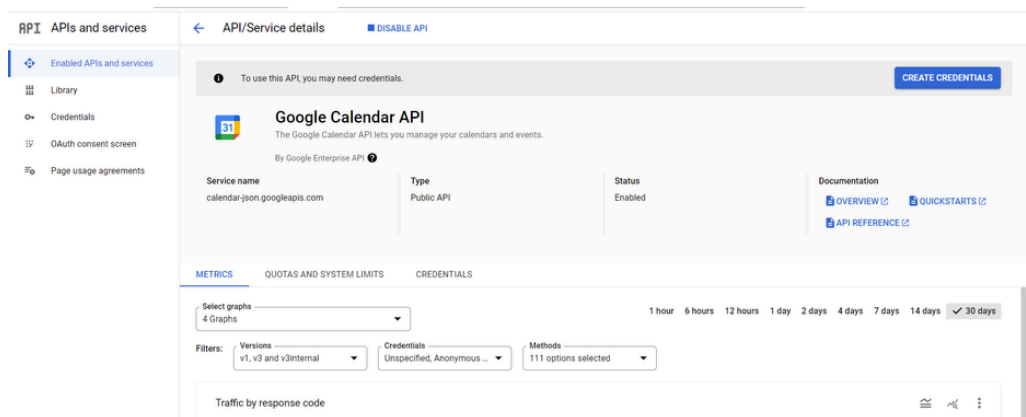 API APIs and services
API/Service details
DISABLE API
Enabled APIs and services
Library
Credentials
OAuth consent screen
Page usage agreements
To use this API, you may need credentials.
CREATE CREDENTIALS
31
Google Calendar API
The Google Calendar API lets you manage your calendars and events.
By Google Enterprise API
Service name
calendar-json.googleapis.com
Type
Public API
Status
Enabled
Documentation
OVERVIEW
QUICKSTARTS
API REFERENCE
METRICS QUOTAS AND SYSTEM LIMITS CREDENTIALS
Select graphs
4 Graphs
1 hour 6 hours 12 hours 1 day 2 days 4 days 7 days 14 days 30 days
Filters:
Versions
v1, v3 and v3internal
Credentials
Unspecified, Anonymous ...
Methods
111 options selected
Traffic by response code